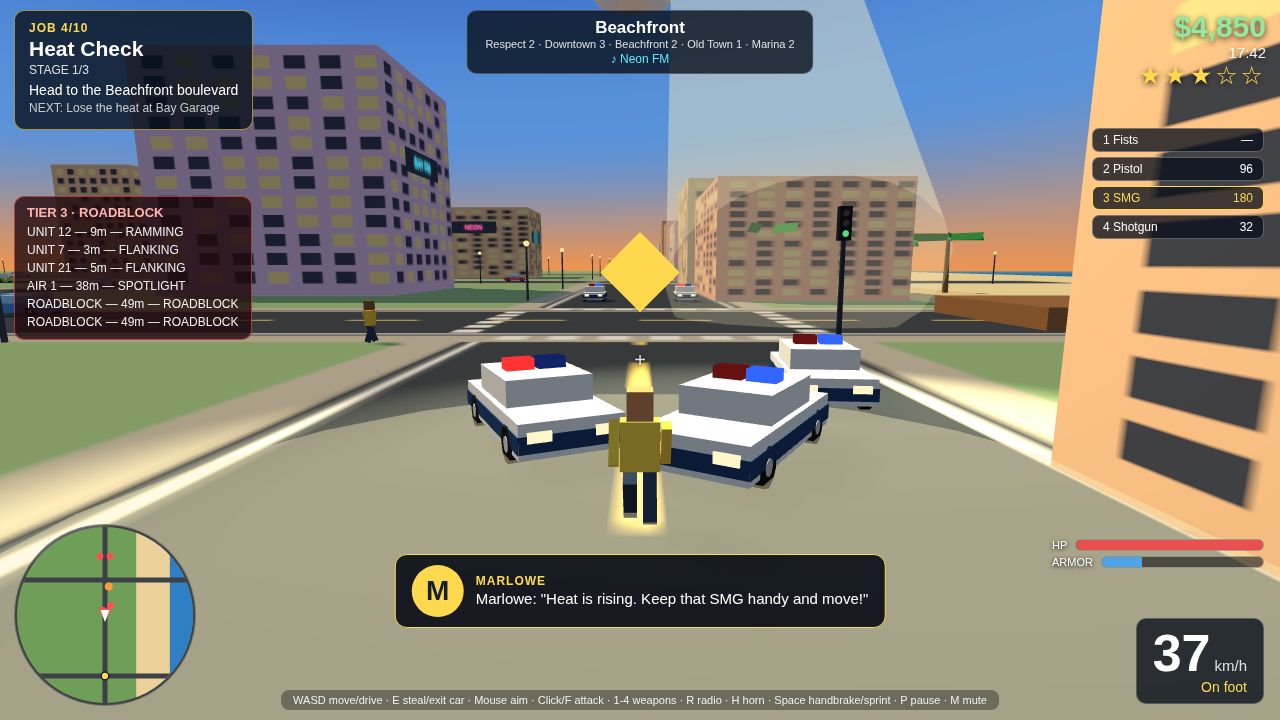 JOB 4/10
Heat Check
STAGE 1/3
Head to the Beachfront boulevard
NEXT: Lose the heat at Bay Garage
Beachfront
Respect 2 · Downtown 3 · Beachfront 2 · Old Town 1 · Marina 2
♪ Neon FM
$4,850
17:42
★★★☆☆
1 Fists —
2 Pistol 96
3 SMG 180
4 Shotgun 32
TIER 3 · ROADBLOCK
UNIT 12 — 9m — RAMMING
UNIT 7 — 3m — FLANKING
UNIT 21 — 5m — FLANKING
AIR 1 — 38m — SPOTLIGHT
ROADBLOCK — 49m — ROADBLOCK
ROADBLOCK — 49m — ROADBLOCK
NEON
HP
ARMOR
M
MARLOWE
Marlowe: "Heat is rising. Keep that SMG handy and move!"
37 km/h
On foot
WASD move/drive · E steal/exit car · Mouse aim · Click/F attack · 1-4 weapons · R radio · H horn · Space handbrake/sprint · P pause · M mute